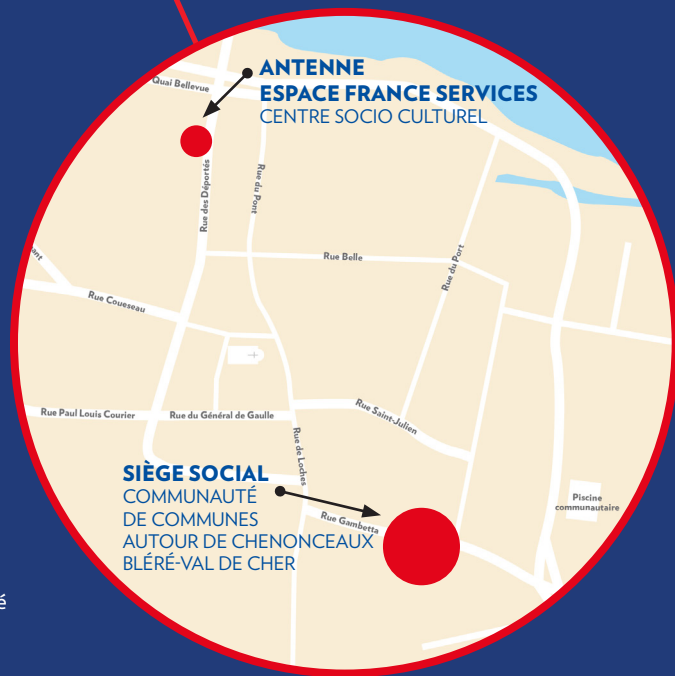 ANTENNE
ESPACE FRANCE SERVICES
CENTRE SOCIO CULTUREL
Quai Bellevue
Rue des Déportés
Rue du Pont
Rue Belle
Rue du Port
ant
Rue Coueseau
Rue Paul Louis Courier
Rue du Général de Gaulle
Rue Saint-Julien
Rue de Loches
SIÈGE SOCIAL
COMMUNAUTÉ
DE COMMUNES
AUTOUR DE CHENONCEAUX
BLÉRÉ-VAL DE CHER
Rue Gambetta
Piscine
communautaire
é